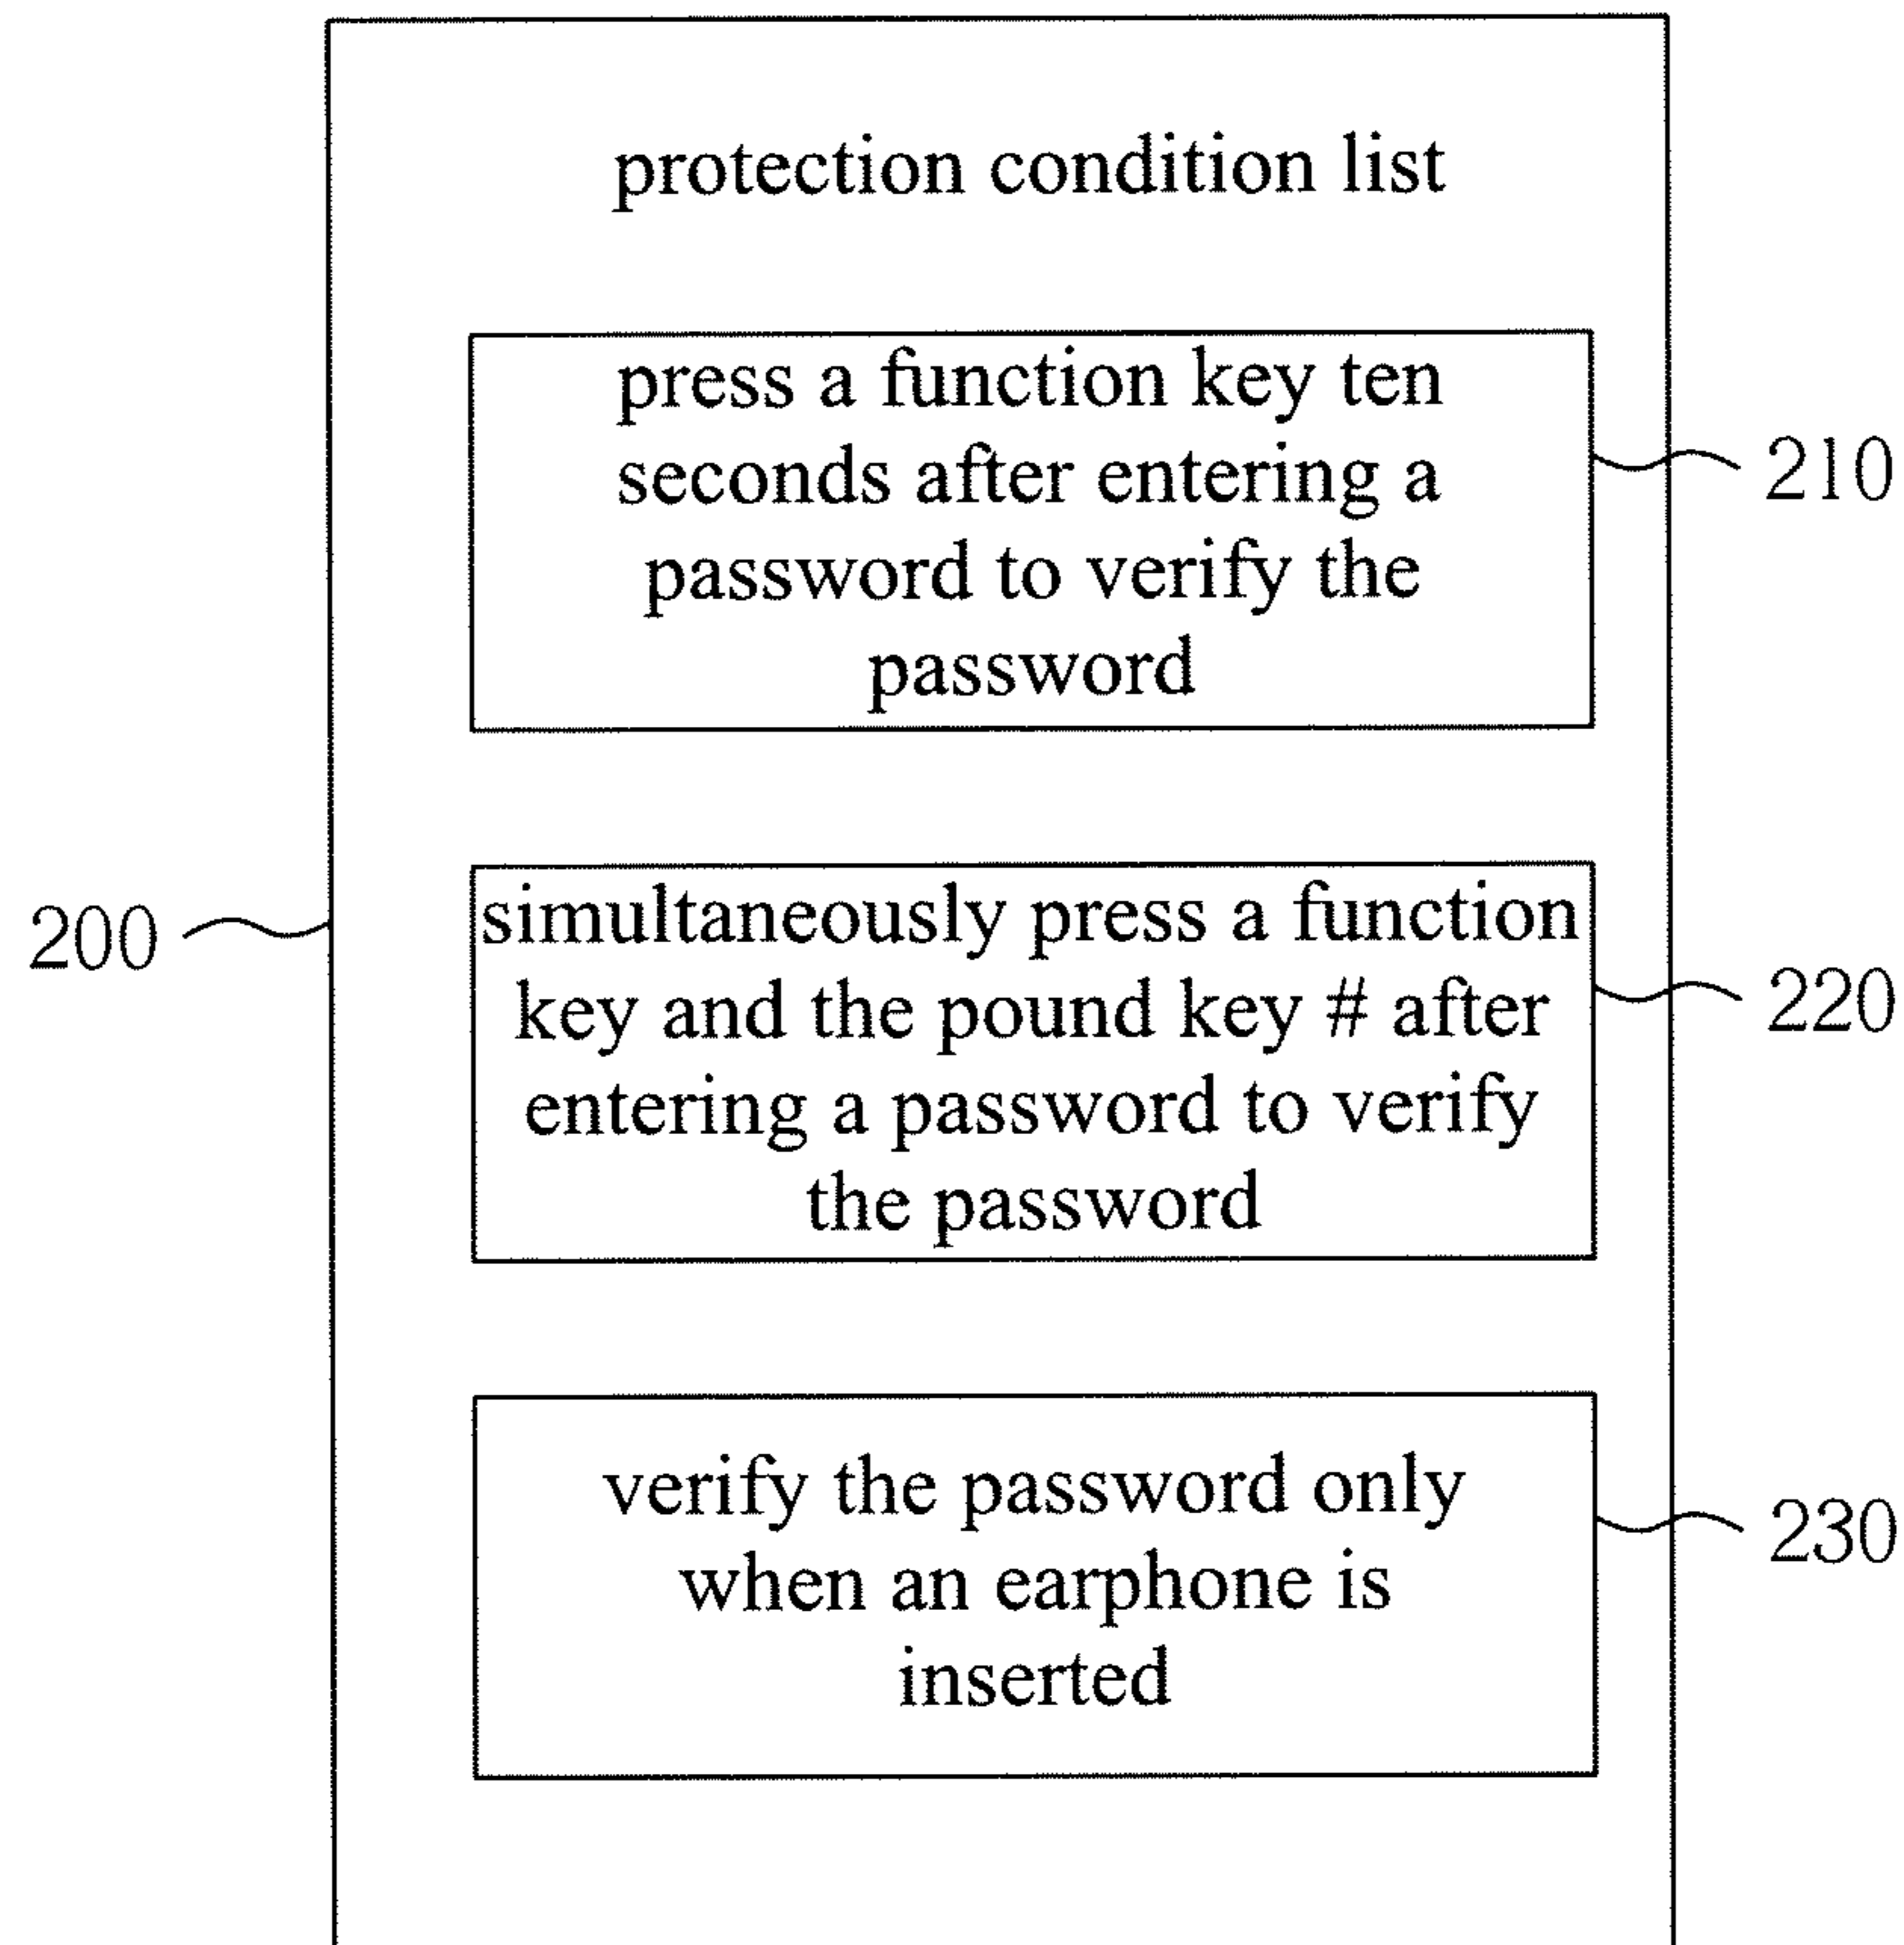 protection condition list
press a function key ten
seconds after entering a
password to verify the
password
210
200
simultaneously press a function
key and the pound key # after
entering a password to verify
the password
220
verify the password only
when an earphone is
inserted
230